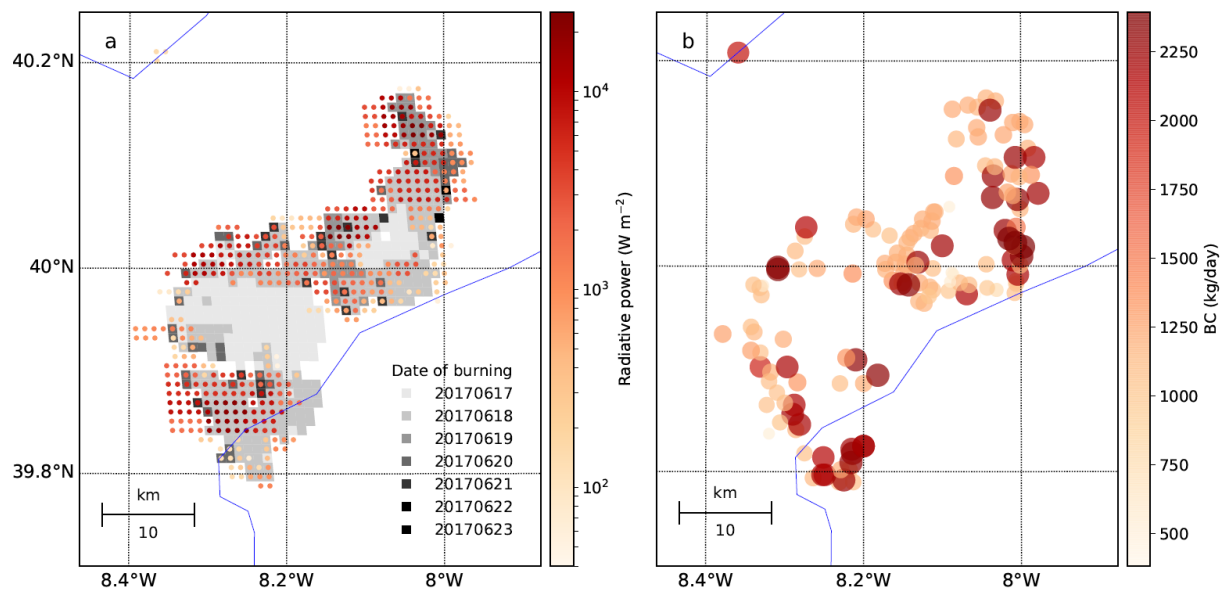 a
40.2°N
40°N
39.8°N
8.4°W
8.2°W
8°W
km
10
Date of burning
20170617
20170618
20170619
20170620
20170621
20170622
20170623
10⁴
10³
10²
Radiative power (W m⁻²)
b
km
10
8.4°W
8.2°W
8°W
2250
2000
1750
1500
1250
1000
750
500
BC (kg/day)